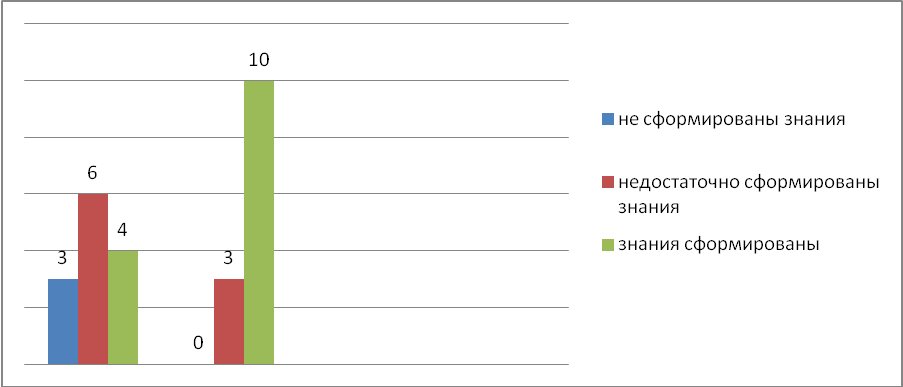 10
6
4
3
3
0
не сформированы знания
недостаточно сформированы
знания
знания сформированы